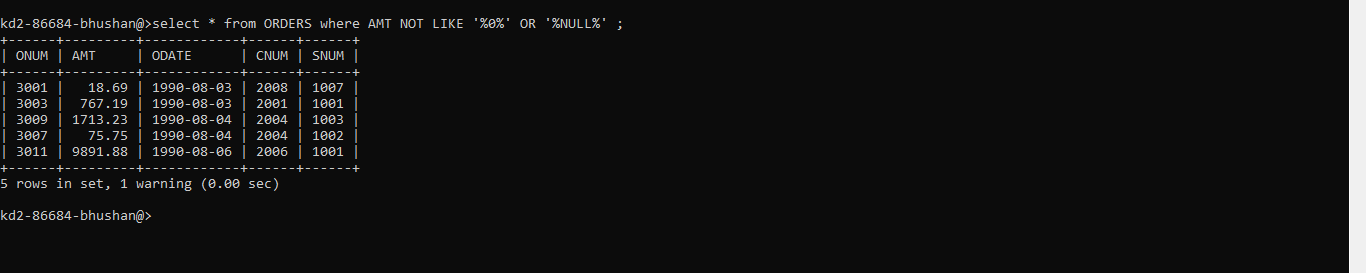 kd2-86684-bhushan@>select * from ORDERS where AMT NOT LIKE '%0%' OR '%NULL%' ;
+------+---------+------------+------+------+
| ONUM | AMT     | ODATE      | CNUM | SNUM |
+------+---------+------------+------+------+
| 3001 |   18.69 | 1990-08-03 | 2008 | 1007 |
| 3003 |  767.19 | 1990-08-03 | 2001 | 1001 |
| 3009 | 1713.23 | 1990-08-04 | 2004 | 1003 |
| 3007 |   75.75 | 1990-08-04 | 2004 | 1002 |
| 3011 | 9891.88 | 1990-08-06 | 2006 | 1001 |
+------+---------+------------+------+------+
5 rows in set, 1 warning (0.00 sec)
kd2-86684-bhushan@>